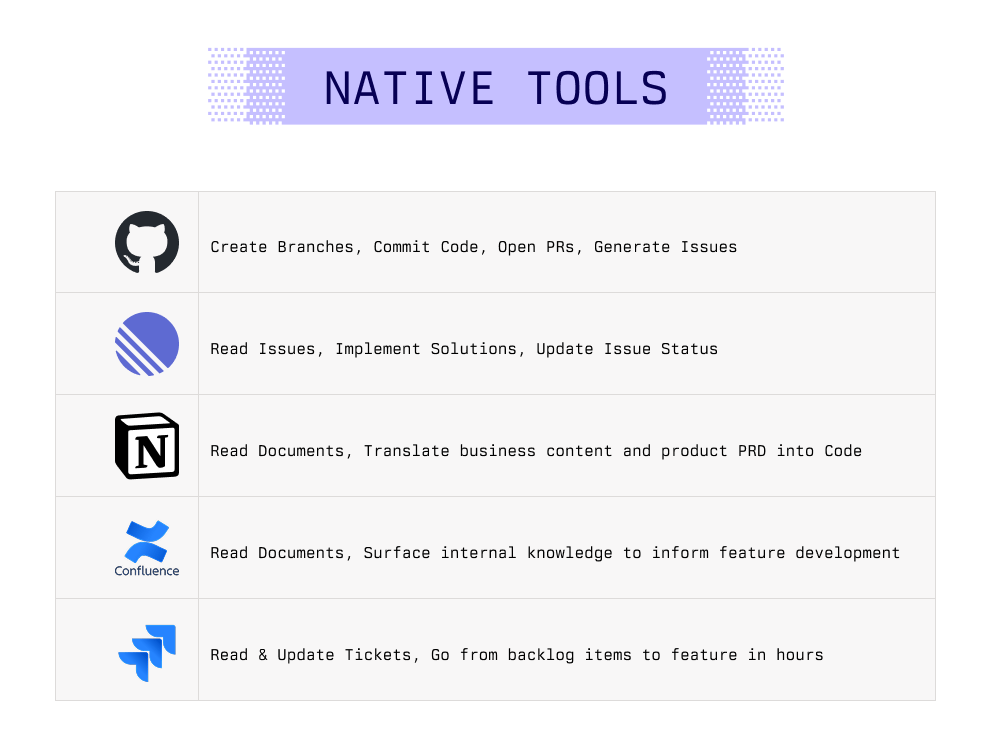 NATIVE TOOLS
Create Branches, Commit Code, Open PRs, Generate Issues
Read Issues, Implement Solutions, Update Issue Status
N
Read Documents, Translate business content and product PRD into Code
Confluence
Read Documents, Surface internal knowledge to inform feature development
Read & Update Tickets, Go from backlog items to feature in hours